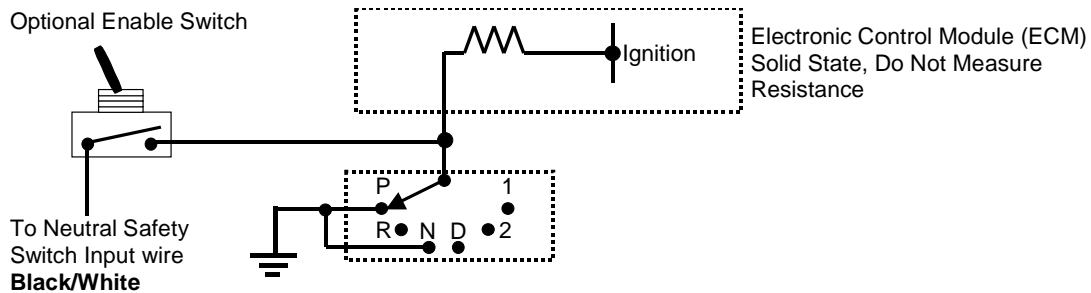 Optional Enable Switch
Ignition
Electronic Control Module (ECM)
Solid State, Do Not Measure
Resistance
P
1
R
N
D
2
To Neutral Safety
Switch Input wire
Black/White